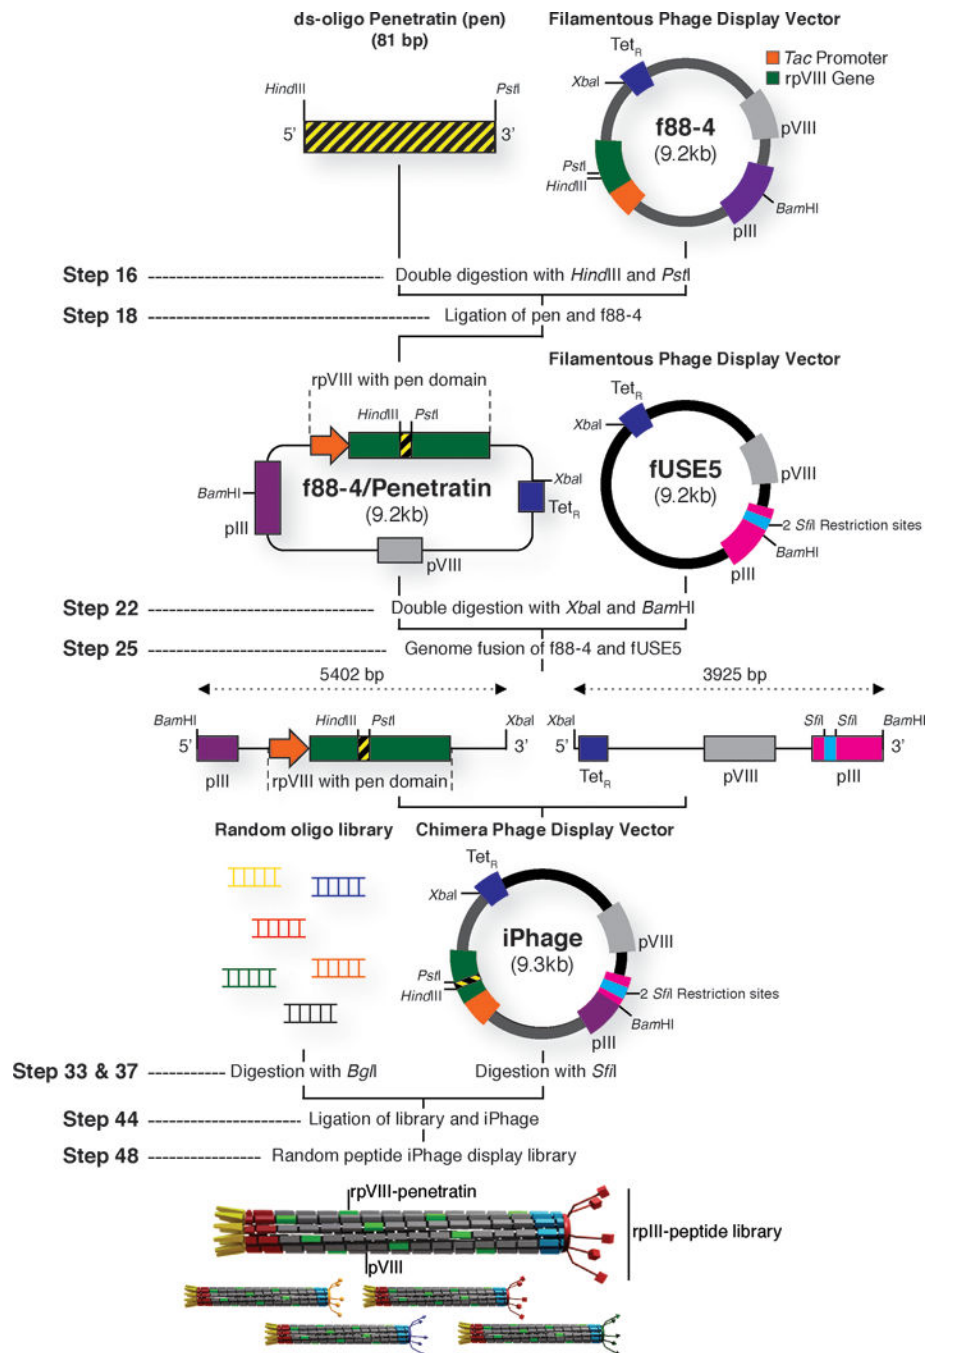 ds-oligo Penetratin (pen)
(81 bp)
HindIII
PstI
5'
3'
Filamentous Phage Display Vector
TetR
XbaI
Tac Promoter
rpVIII Gene
f88-4
(9.2kb)
pVIII
PstI
HindIII
BamHI
pIII
Step 16
Double digestion with HindIII and PstI
Step 18
Ligation of pen and f88-4
rpVIII with pen domain
HindIII
PstI
BamHI
pIII
f88-4/Penetratin
(9.2kb)
XbaI
TetR
pVIII
Filamentous Phage Display Vector
TetR
XbaI
fUSE5
(9.2kb)
pVIII
2 SfiI Restriction sites
BamHI
pIII
Step 22
Double digestion with XbaI and BamHI
Step 25
Genome fusion of f88-4 and fUSE5
5402 bp
3925 bp
BamHI
HindIII
PstI
XbaI
5'
3'
pIII
rpVIII with pen domain
XbaI
SfiI
SfiI
BamHI
5'
3'
TetR
pVIII
pIII
Random oligo library
Chimera Phage Display Vector
TetR
XbaI
iPhage
(9.3kb)
pVIII
PstI
HindIII
2 SfiI Restriction sites
BamHI
pIII
Step 33 & 37
Digestion with BglI
Digestion with SfiI
Step 44
Ligation of library and iPhage
Step 48
Random peptide iPhage display library
rpVIII-penetratin
rpIII-peptide library
pVIII